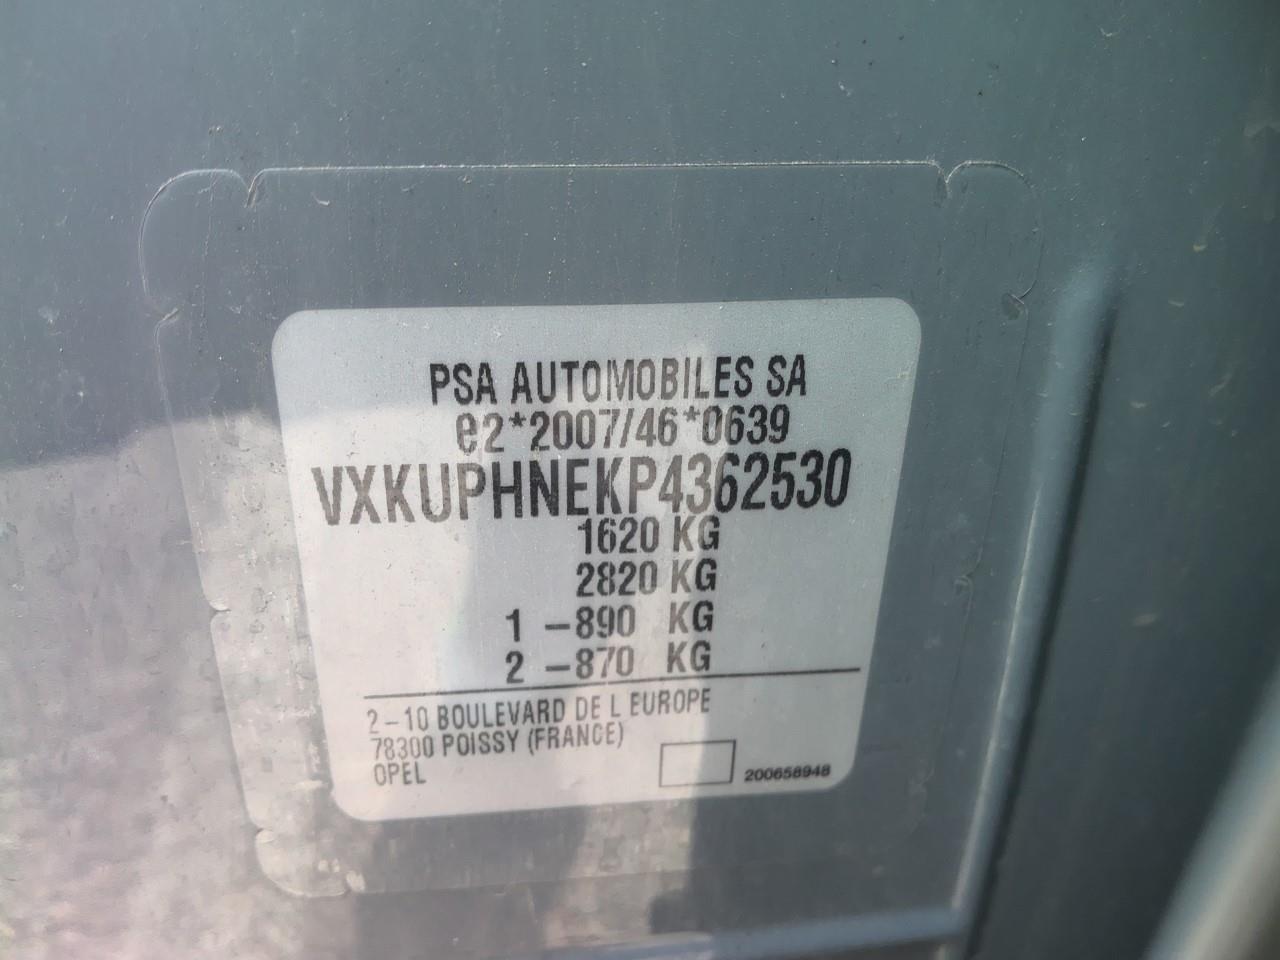 PSA AUTOMOBILES SA
e2*2007/46*0639
VXKUPHNEKP4362530
1620 KG
2820 KG
1 -890 KG
2 -870 KG
2-10 BOULEVARD DE L EUROPE
78300 POISSY (FRANCE)
OPEL
200658948